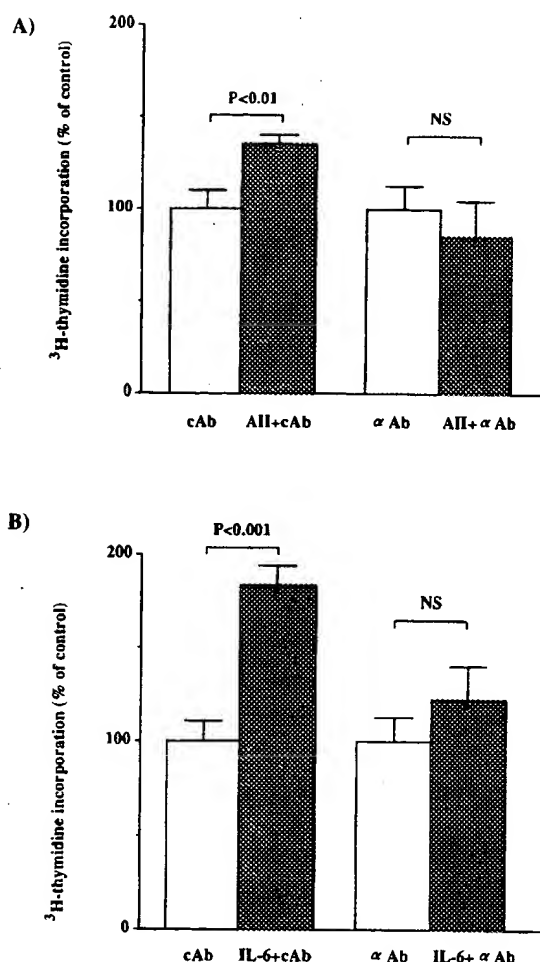 A)
200
P<0.01
NS
100
0
³H-thymidine incorporation (% of control)
cAb AII+cAb α Ab AII+ α Ab
B)
P<0.001
200
NS
100
0
³H-thymidine incorporation (% of control)
cAb IL-6+cAb α Ab IL-6+ α Ab